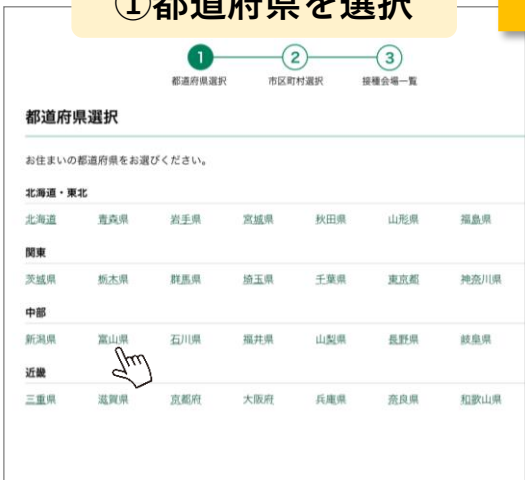 ①都道府県を選択
1 2 3
都道府県選択 市区町村選択 接種会場一覧
都道府県選択
お住まいの都道府県をお選びください。
北海道・東北
北海道 青森県 岩手県 宮城県 秋田県 山形県 福島県
関東
茨城県 栃木県 群馬県 埼玉県 千葉県 東京都 神奈川県
中部
新潟県 富山県 石川県 福井県 山梨県 長野県 岐阜県
近畿
三重県 滋賀県 京都府 大阪府 兵庫県 奈良県 和歌山県